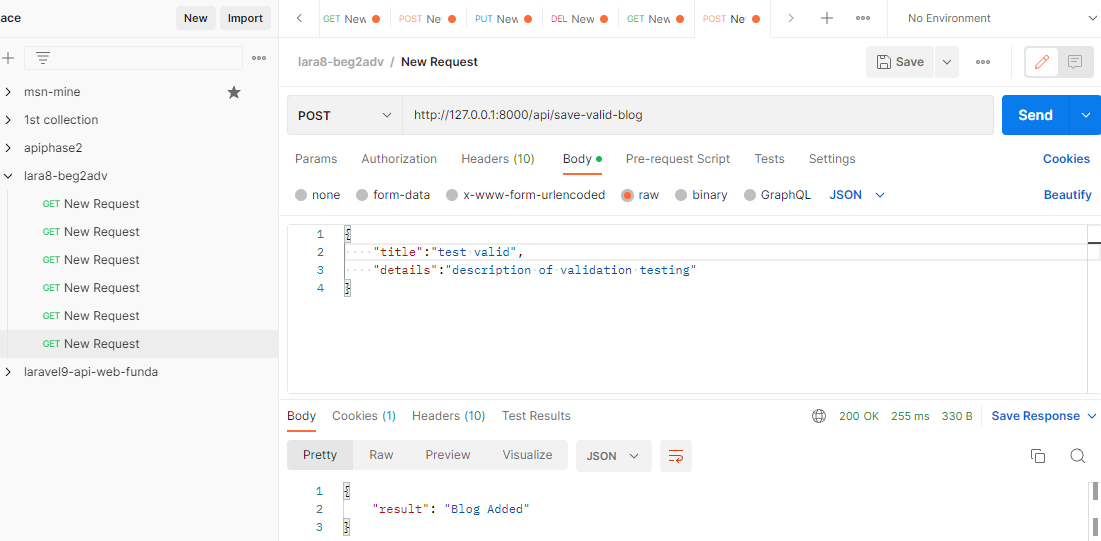 ace New Import
GET New POST Ne PUT New DEL New GET New POST Ne No Environment
lara8-beg2adv / New Request Save
msn-mine
1st collection
apiphase2
lara8-beg2adv
GET New Request
GET New Request
GET New Request
GET New Request
GET New Request
GET New Request
laravel9-api-web-funda
POST http://127.0.0.1:8000/api/save-valid-blog Send
Params Authorization Headers (10) Body Pre-request Script Tests Settings Cookies
none form-data x-www-form-urlencoded raw binary GraphQL JSON Beautify
1 {
2 "title":"test valid",
3 "details":"description of validation testing"
4 }
Body Cookies (1) Headers (10) Test Results 200 OK 255 ms 330 B Save Response
Pretty Raw Preview Visualize JSON
1 {
2 "result": "Blog Added"
3 }